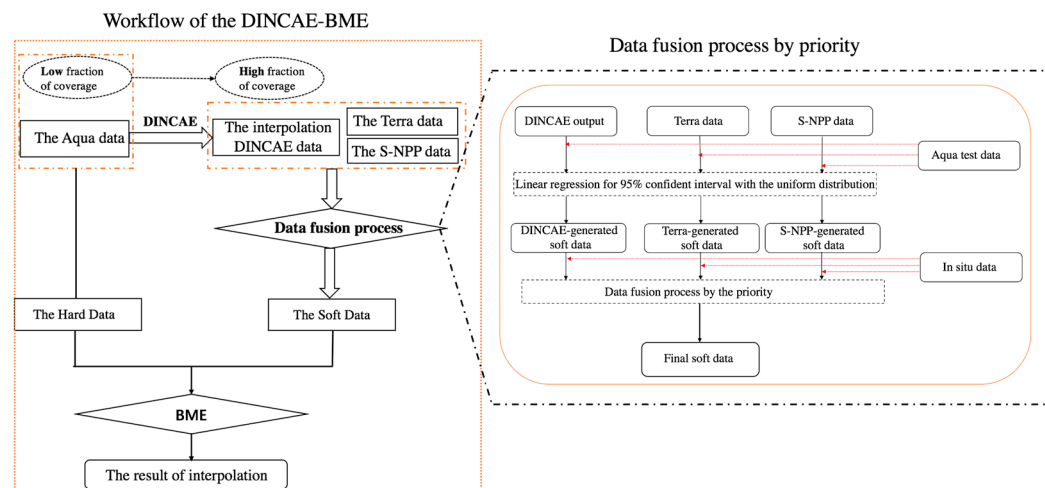 Workflow of the DINCAE-BME
Low fraction
of coverage
High fraction
of coverage
The Aqua data
DINCAE
The interpolation
DINCAE data
The Terra data
The S-NPP data
Data fusion process
The Hard Data
The Soft Data
BME
The result of interpolation
Data fusion process by priority
DINCAE output
Terra data
S-NPP data
Aqua test data
Linear regression for 95% confident interval with the uniform distribution
DINCAE-generated
soft data
Terra-generated
soft data
S-NPP-generated
soft data
In situ data
Data fusion process by the priority
Final soft data